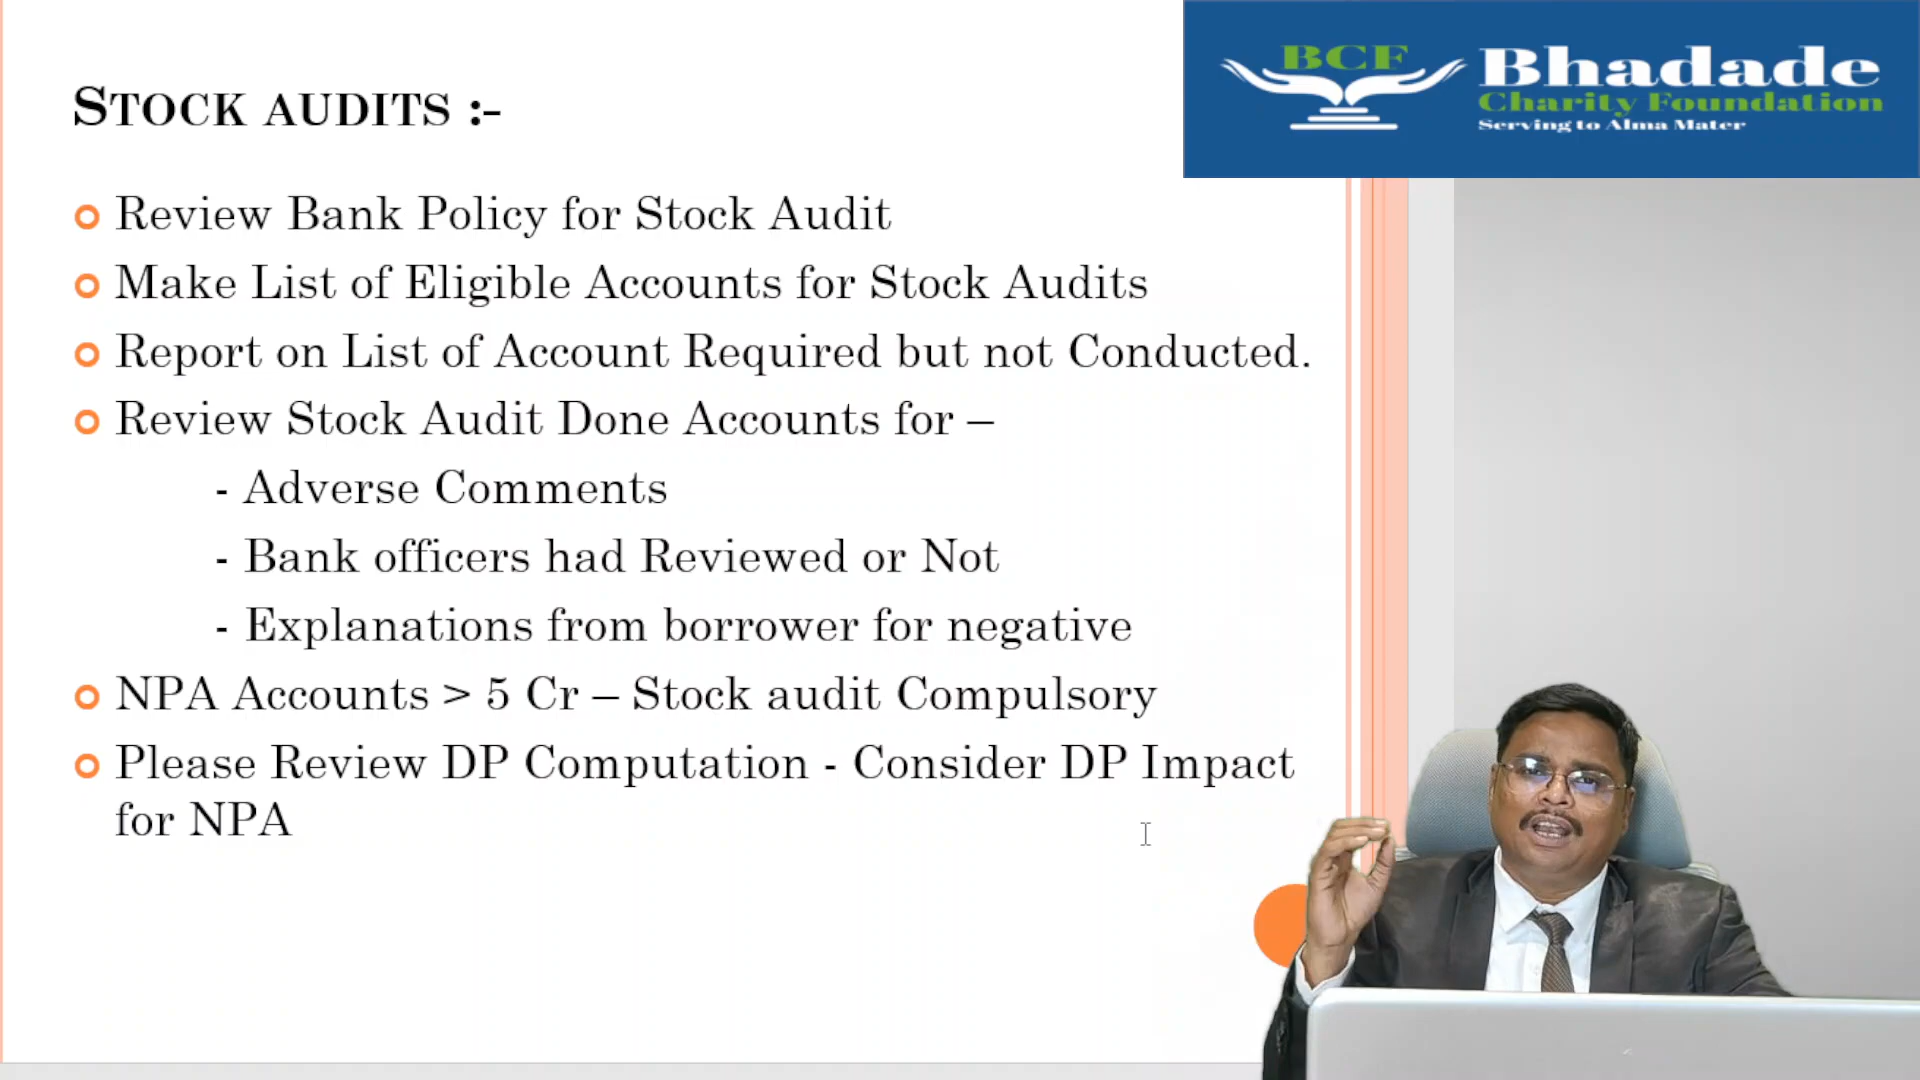 STOCK AUDITS :-
BCF
Bhadade
Charity Foundation
Serving to Alma Mater
Review Bank Policy for Stock Audit
Make List of Eligible Accounts for Stock Audits
Report on List of Account Required but not Conducted.
Review Stock Audit Done Accounts for –
- Adverse Comments
- Bank officers had Reviewed or Not
- Explanations from borrower for negative
NPA Accounts > 5 Cr – Stock audit Compulsory
Please Review DP Computation - Consider DP Impact
for NPA